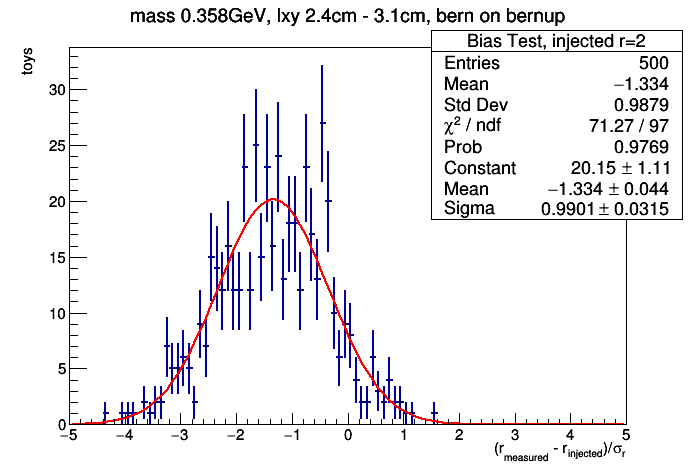 mass 0.358GeV, lxy 2.4cm - 3.1cm, bern on bernup
Bias Test, injected r=2
Entries 500
Mean −1.334
Std Dev 0.9879
χ² / ndf 71.27 / 97
Prob 0.9769
Constant 20.15 ± 1.11
Mean −1.334 ± 0.044
Sigma 0.9901 ± 0.0315
toys
30
25
20
15
10
5
0
−5 −4 −3 −2 −1 0 1 2 3 4 5
(r_measured - r_injected)/σ_r